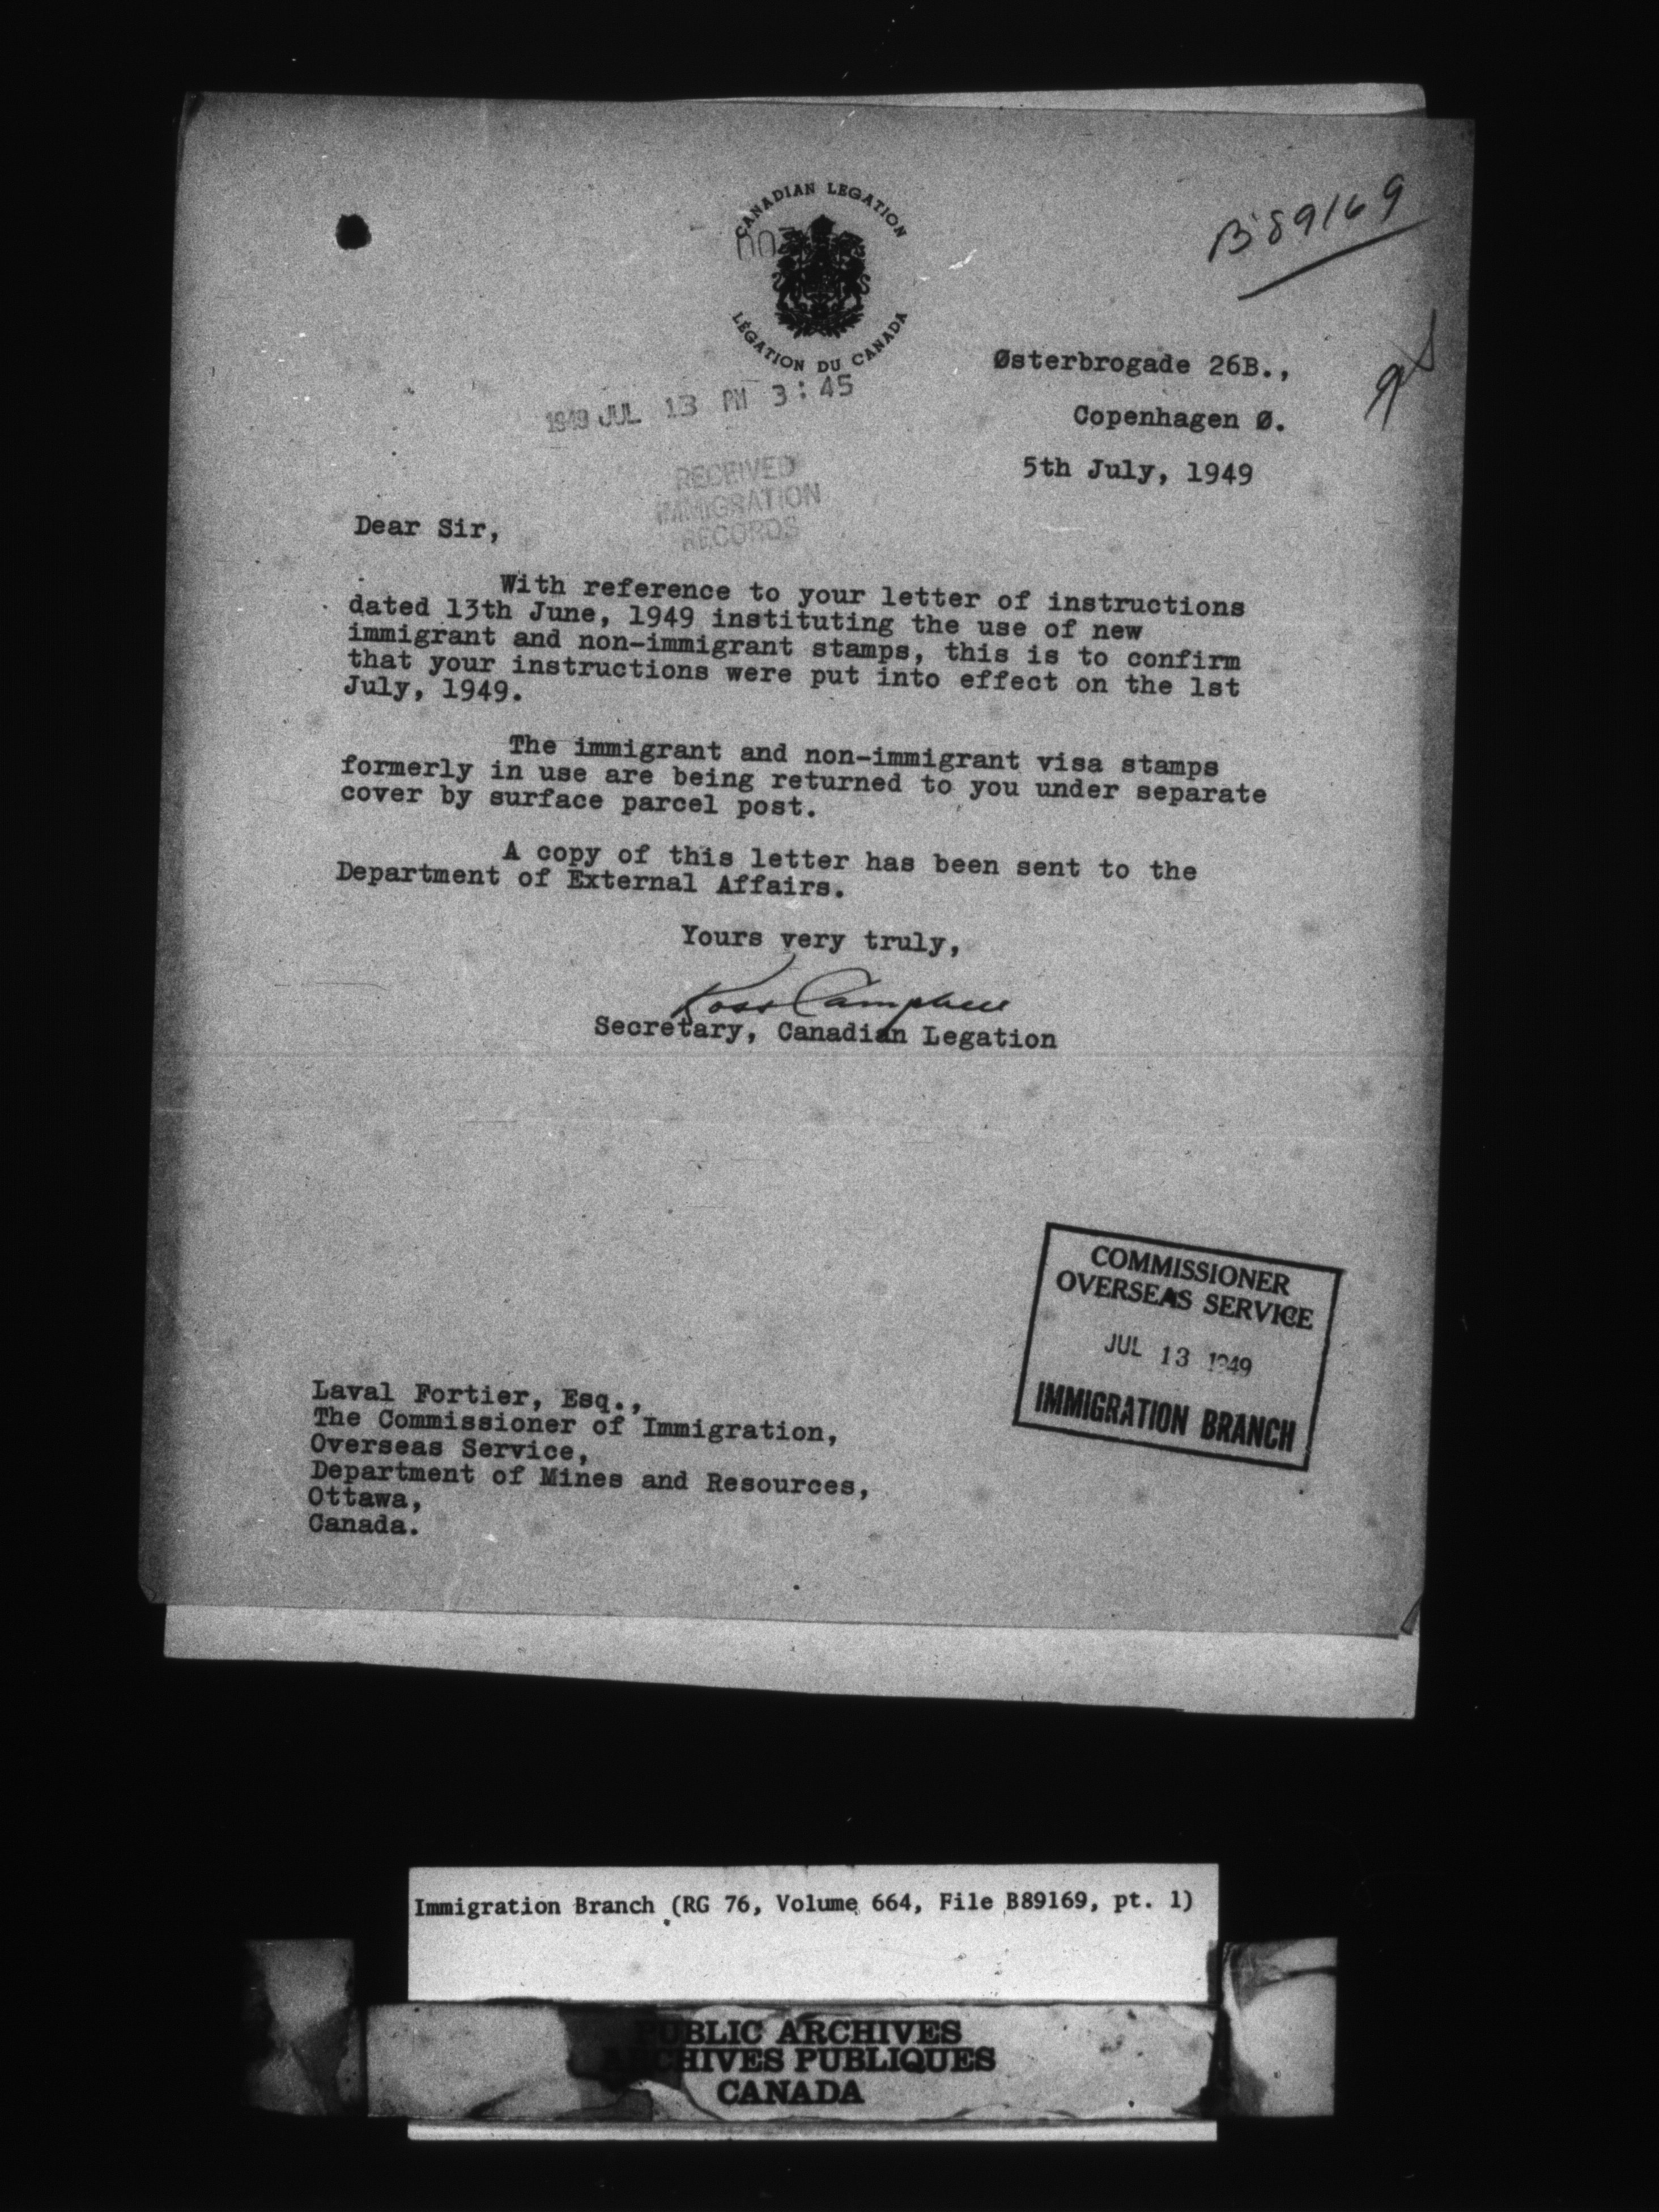 CANADIAN LEGATION
LÉGATION DU CANADA
B89169
Østerbrogade 26B.,
Copenhagen Ø.
1949 JUL 13 PM 3:45
5th July, 1949
RECEIVED
IMMIGRATION
RECORDS
Dear Sir,
With reference to your letter of instructions
dated 13th June, 1949 instituting the use of new
immigrant and non-immigrant stamps, this is to confirm
that your instructions were put into effect on the 1st
July, 1949.
The immigrant and non-immigrant visa stamps
formerly in use are being returned to you under separate
cover by surface parcel post.
A copy of this letter has been sent to the
Department of External Affairs.
Yours very truly,
Ross Campbell
Secretary, Canadian Legation
COMMISSIONER
OVERSEAS SERVICE
JUL 13 1949
IMMIGRATION BRANCH
Laval Fortier, Esq.,
The Commissioner of Immigration,
Overseas Service,
Department of Mines and Resources,
Ottawa,
Canada.
Immigration Branch (RG 76, Volume 664, File B89169, pt. 1)
PUBLIC ARCHIVES
ARCHIVES PUBLIQUES
CANADA